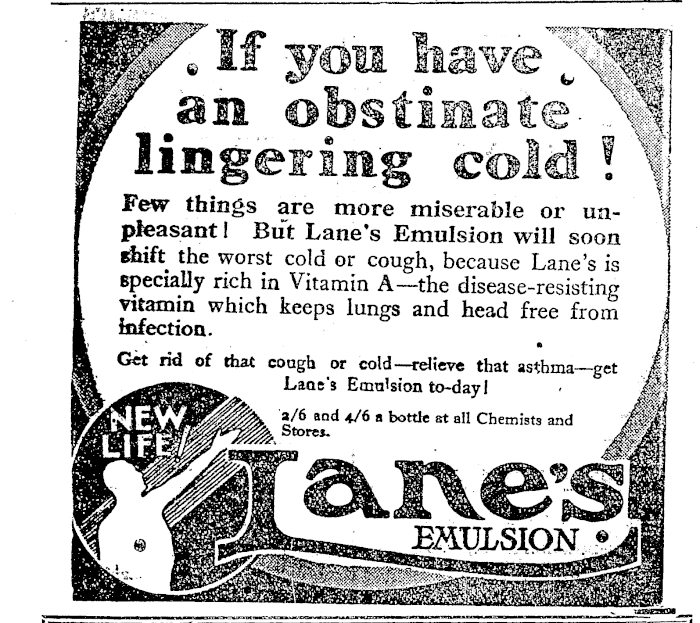 If you have
an obstinate
lingering cold!
Few things are more miserable or un-
pleasant! But Lane's Emulsion will soon
shift the worst cold or cough, because Lane's is
specially rich in Vitamin A—the disease-resisting
vitamin which keeps lungs and head free from
infection.
Get rid of that cough or cold—relieve that asthma—get
Lane's Emulsion to-day!
2/6 and 4/6 a bottle at all Chemists and
Stores.
NEW
LIFE!
Lane's
EMULSION